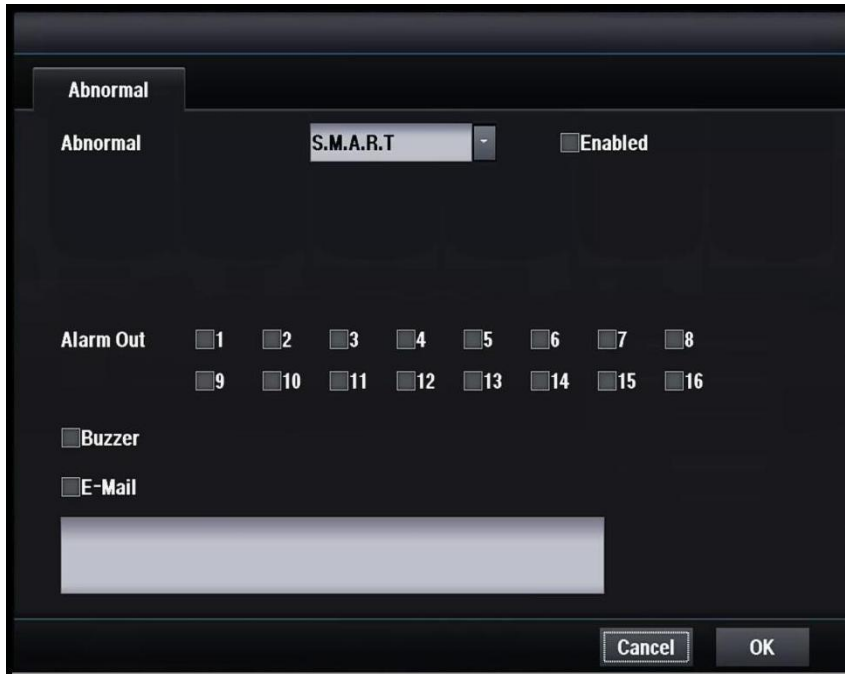 Abnormal
Abnormal S.M.A.R.T Enabled
Alarm Out 1 2 3 4 5 6 7 8
9 10 11 12 13 14 15 16
Buzzer
E-Mail
Cancel OK